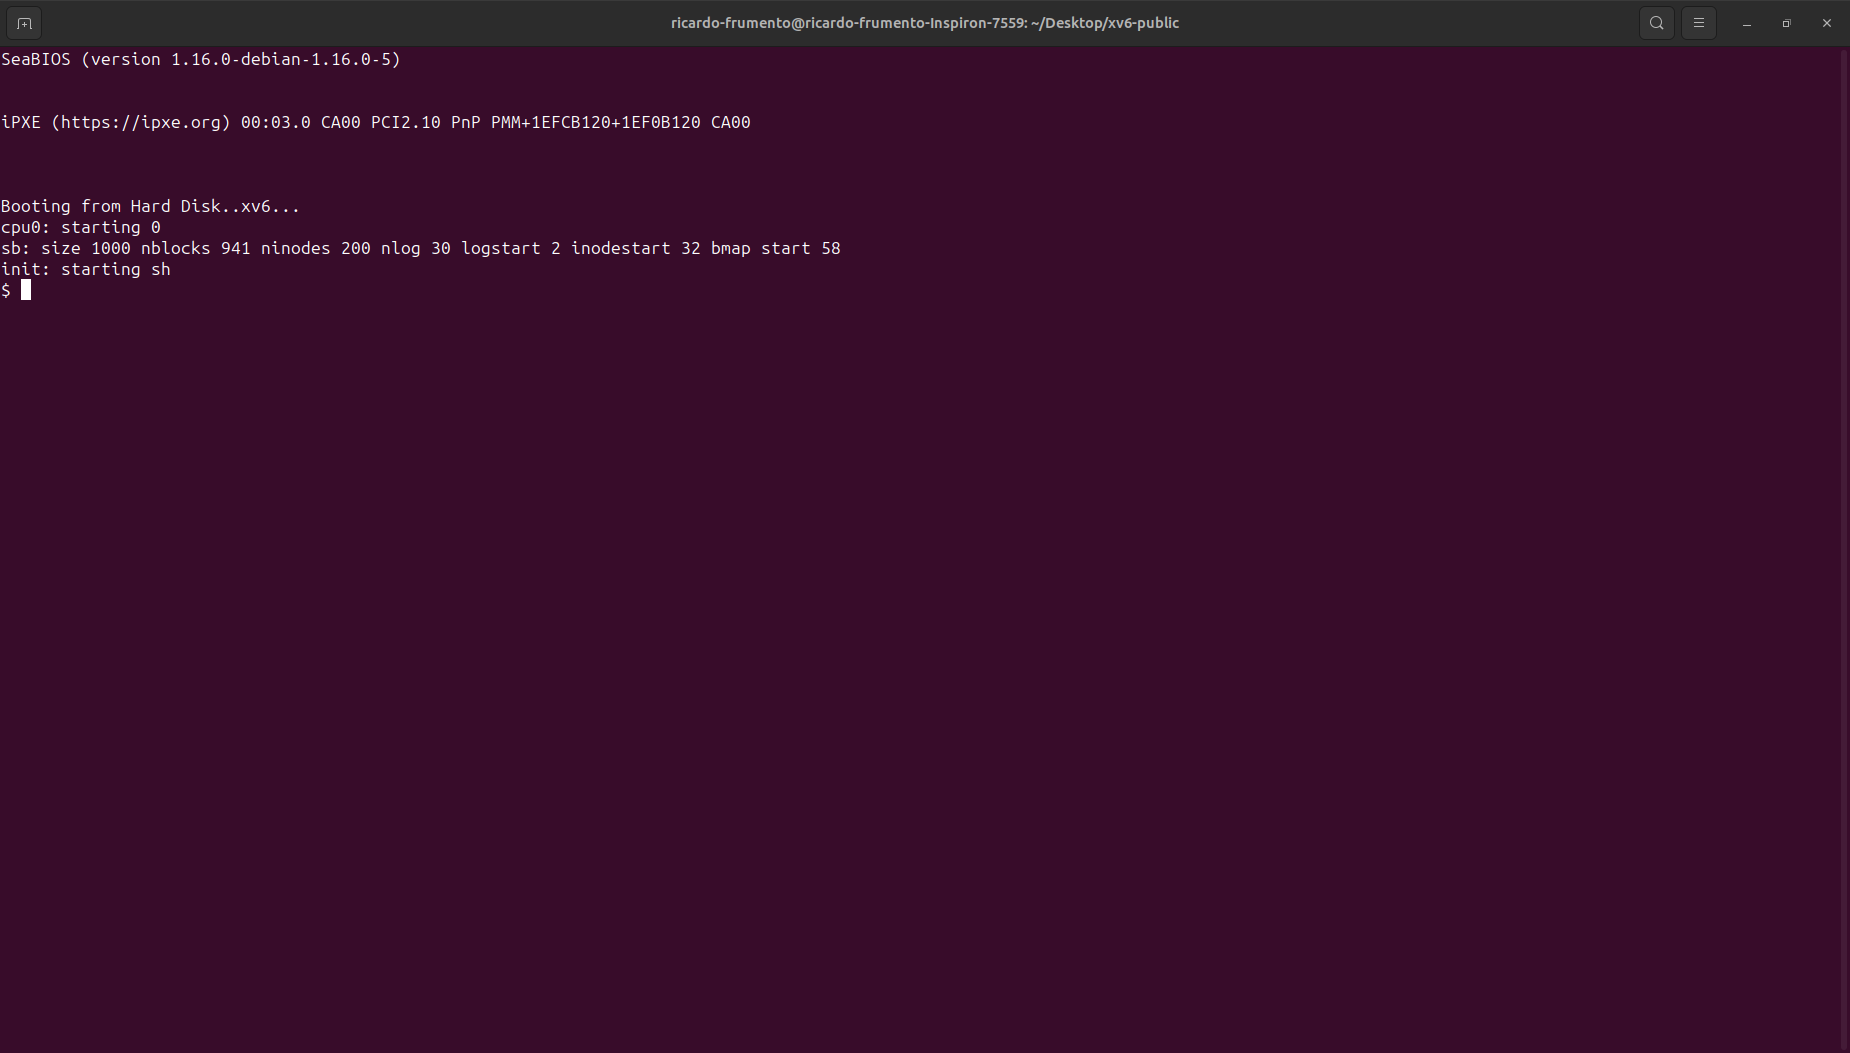 ricardo-frumento@ricardo-frumento-Inspiron-7559: ~/Desktop/xv6-public
SeaBIOS (version 1.16.0-debian-1.16.0-5)
iPXE (https://ipxe.org) 00:03.0 CA00 PCI2.10 PnP PMM+1EFCB120+1EF0B120 CA00
Booting from Hard Disk..xv6...
cpu0: starting 0
sb: size 1000 nblocks 941 ninodes 200 nlog 30 logstart 2 inodestart 32 bmap start 58
init: starting sh
$